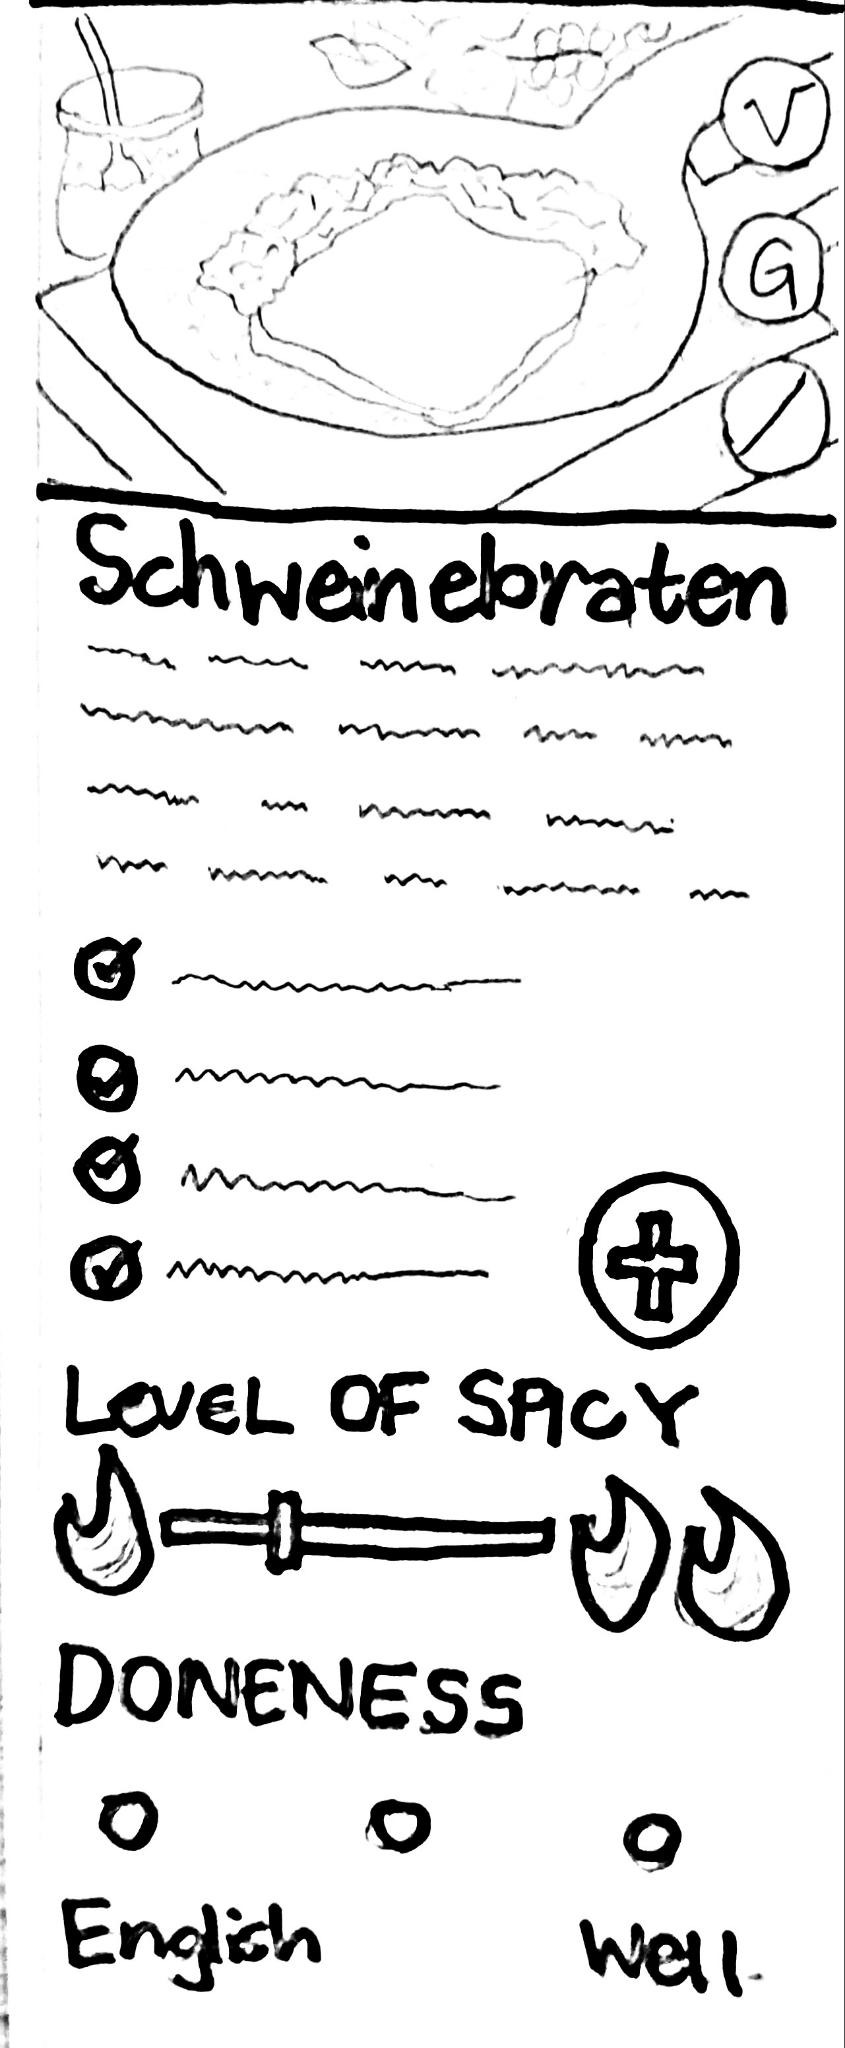 V
G
Schweinebraten
LEVEL OF SPICY
DONENESS
English
Well